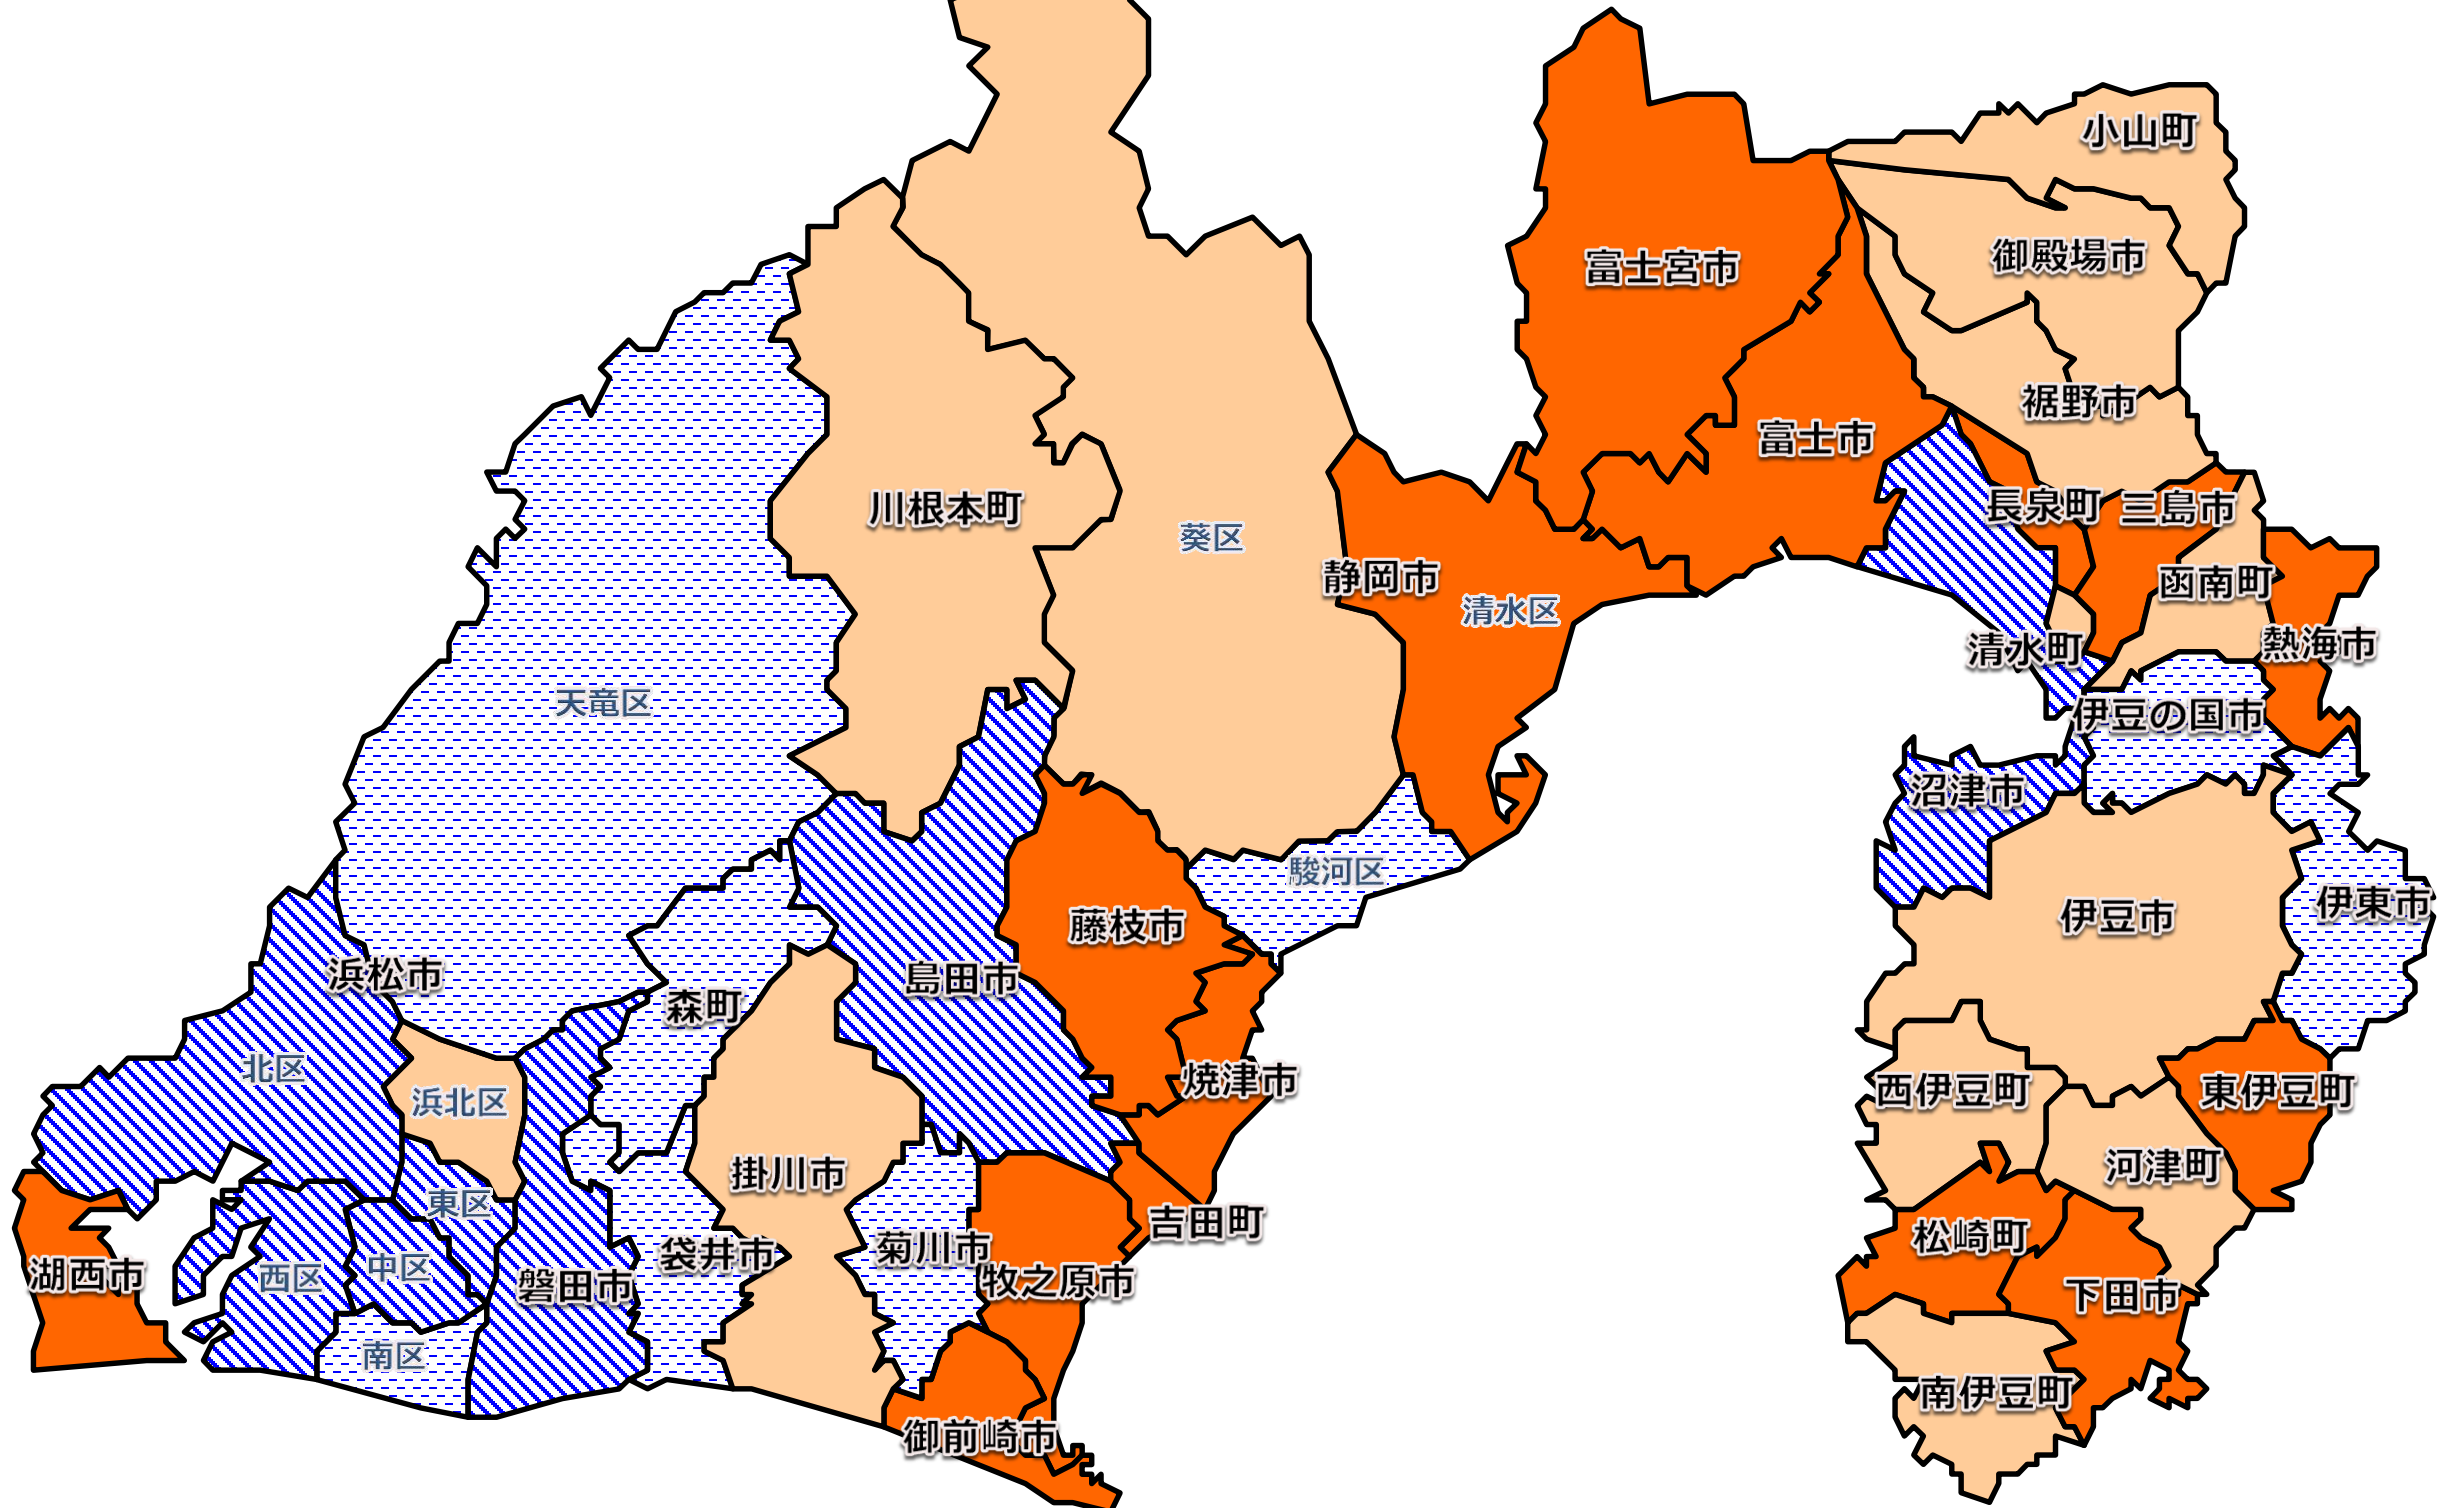 小山町
御殿場市
富士宮市
裾野市
富士市
長泉町
三島市
川根本町
葵区
静岡市
函南町
清水区
熱海市
清水町
天竜区
伊豆の国市
沼津市
駿河区
伊東市
伊豆市
藤枝市
浜松市
島田市
森町
北区
焼津市
西伊豆町
東伊豆町
浜北区
河津町
掛川市
東区
吉田町
松崎町
菊川市
袋井市
中区
西区
湖西市
磐田市
牧之原市
下田市
南区
南伊豆町
御前崎市